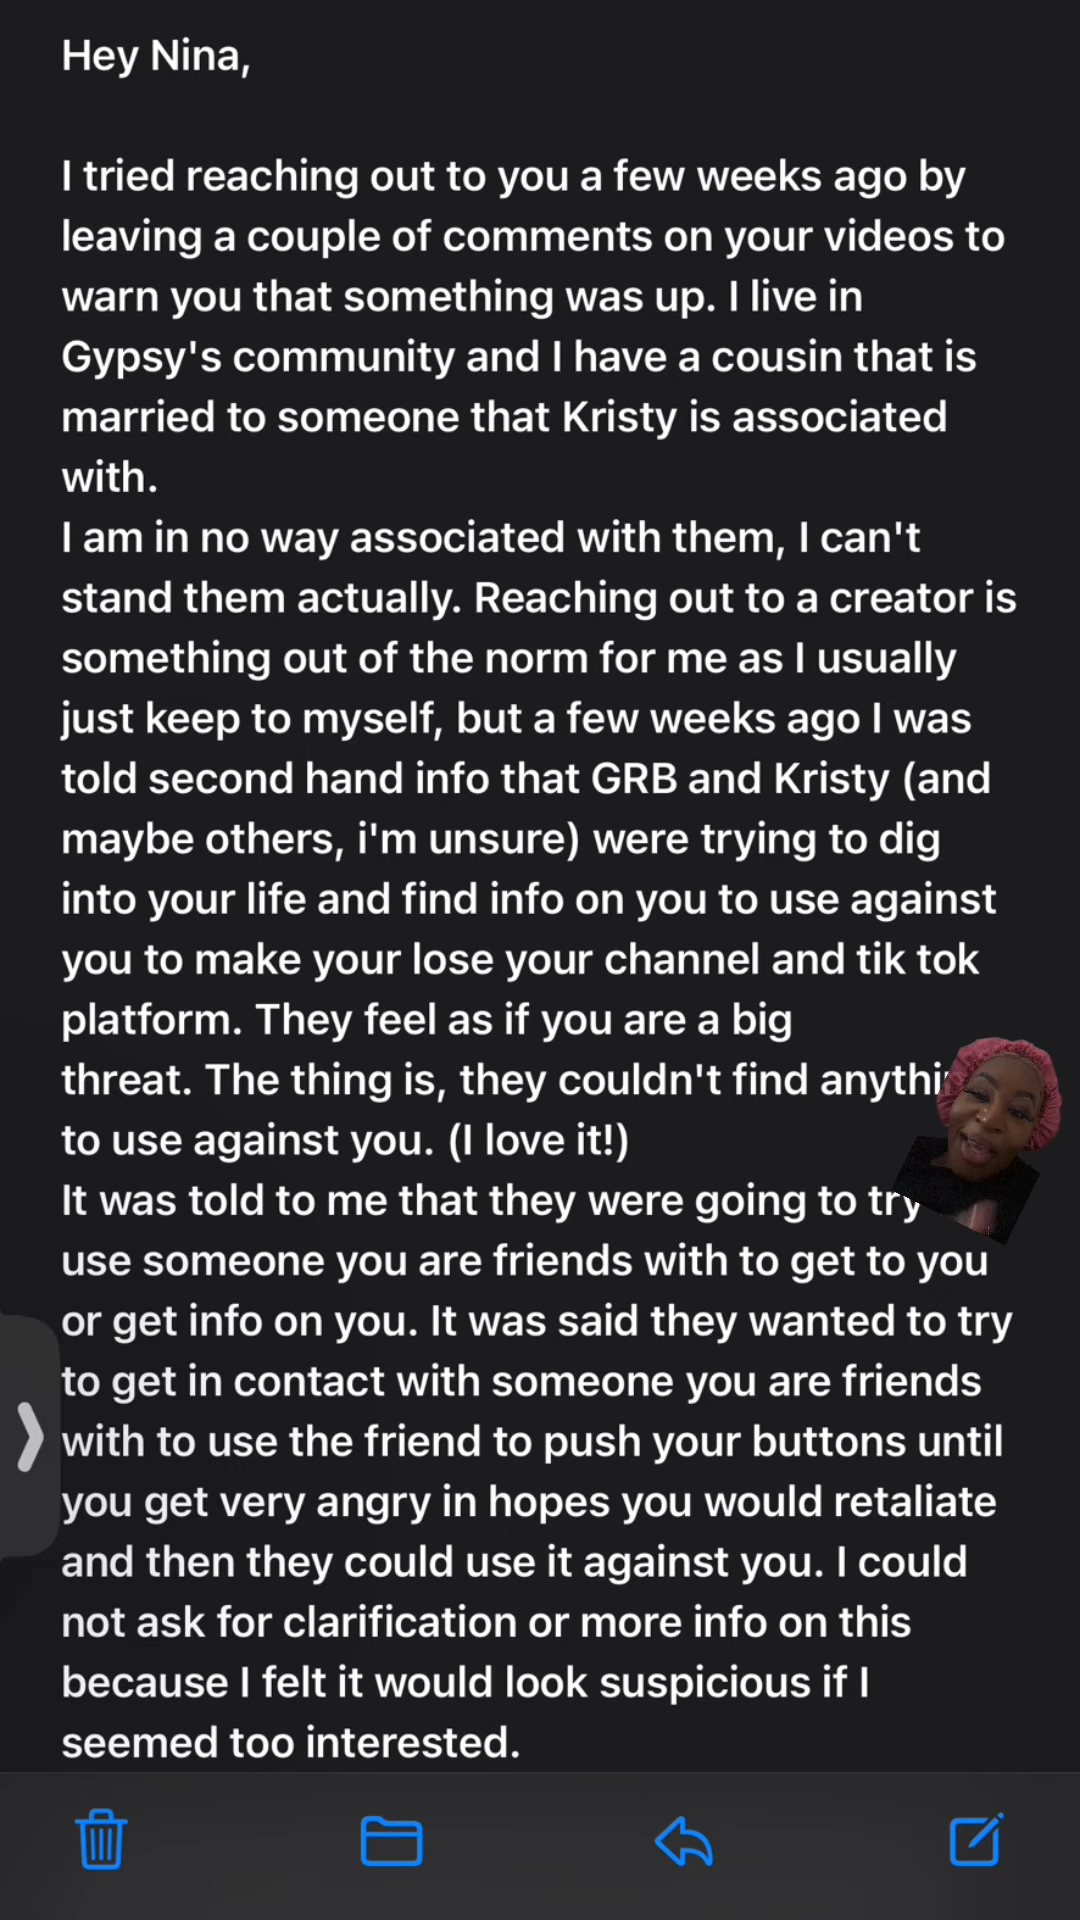 Hey Nina,
I tried reaching out to you a few weeks ago by
leaving a couple of comments on your videos to
warn you that something was up. I live in
Gypsy's community and I have a cousin that is
married to someone that Kristy is associated
with.
I am in no way associated with them, I can't
stand them actually. Reaching out to a creator is
something out of the norm for me as I usually
just keep to myself, but a few weeks ago I was
told second hand info that GRB and Kristy (and
maybe others, i'm unsure) were trying to dig
into your life and find info on you to use against
you to make your lose your channel and tik tok
platform. They feel as if you are a big
threat. The thing is, they couldn't find
to use against you. (I love it!)
It was told to me that they were going to try
use someone you are friends with to get to you
or get info on you. It was said they wanted to try
to get in contact with someone you are friends
with to use the friend to push your buttons until
you get very angry in hopes you would retaliate
and then they could use it against you. I could
not ask for clarification or more info on this
because I felt it would look suspicious if I
seemed too interested.